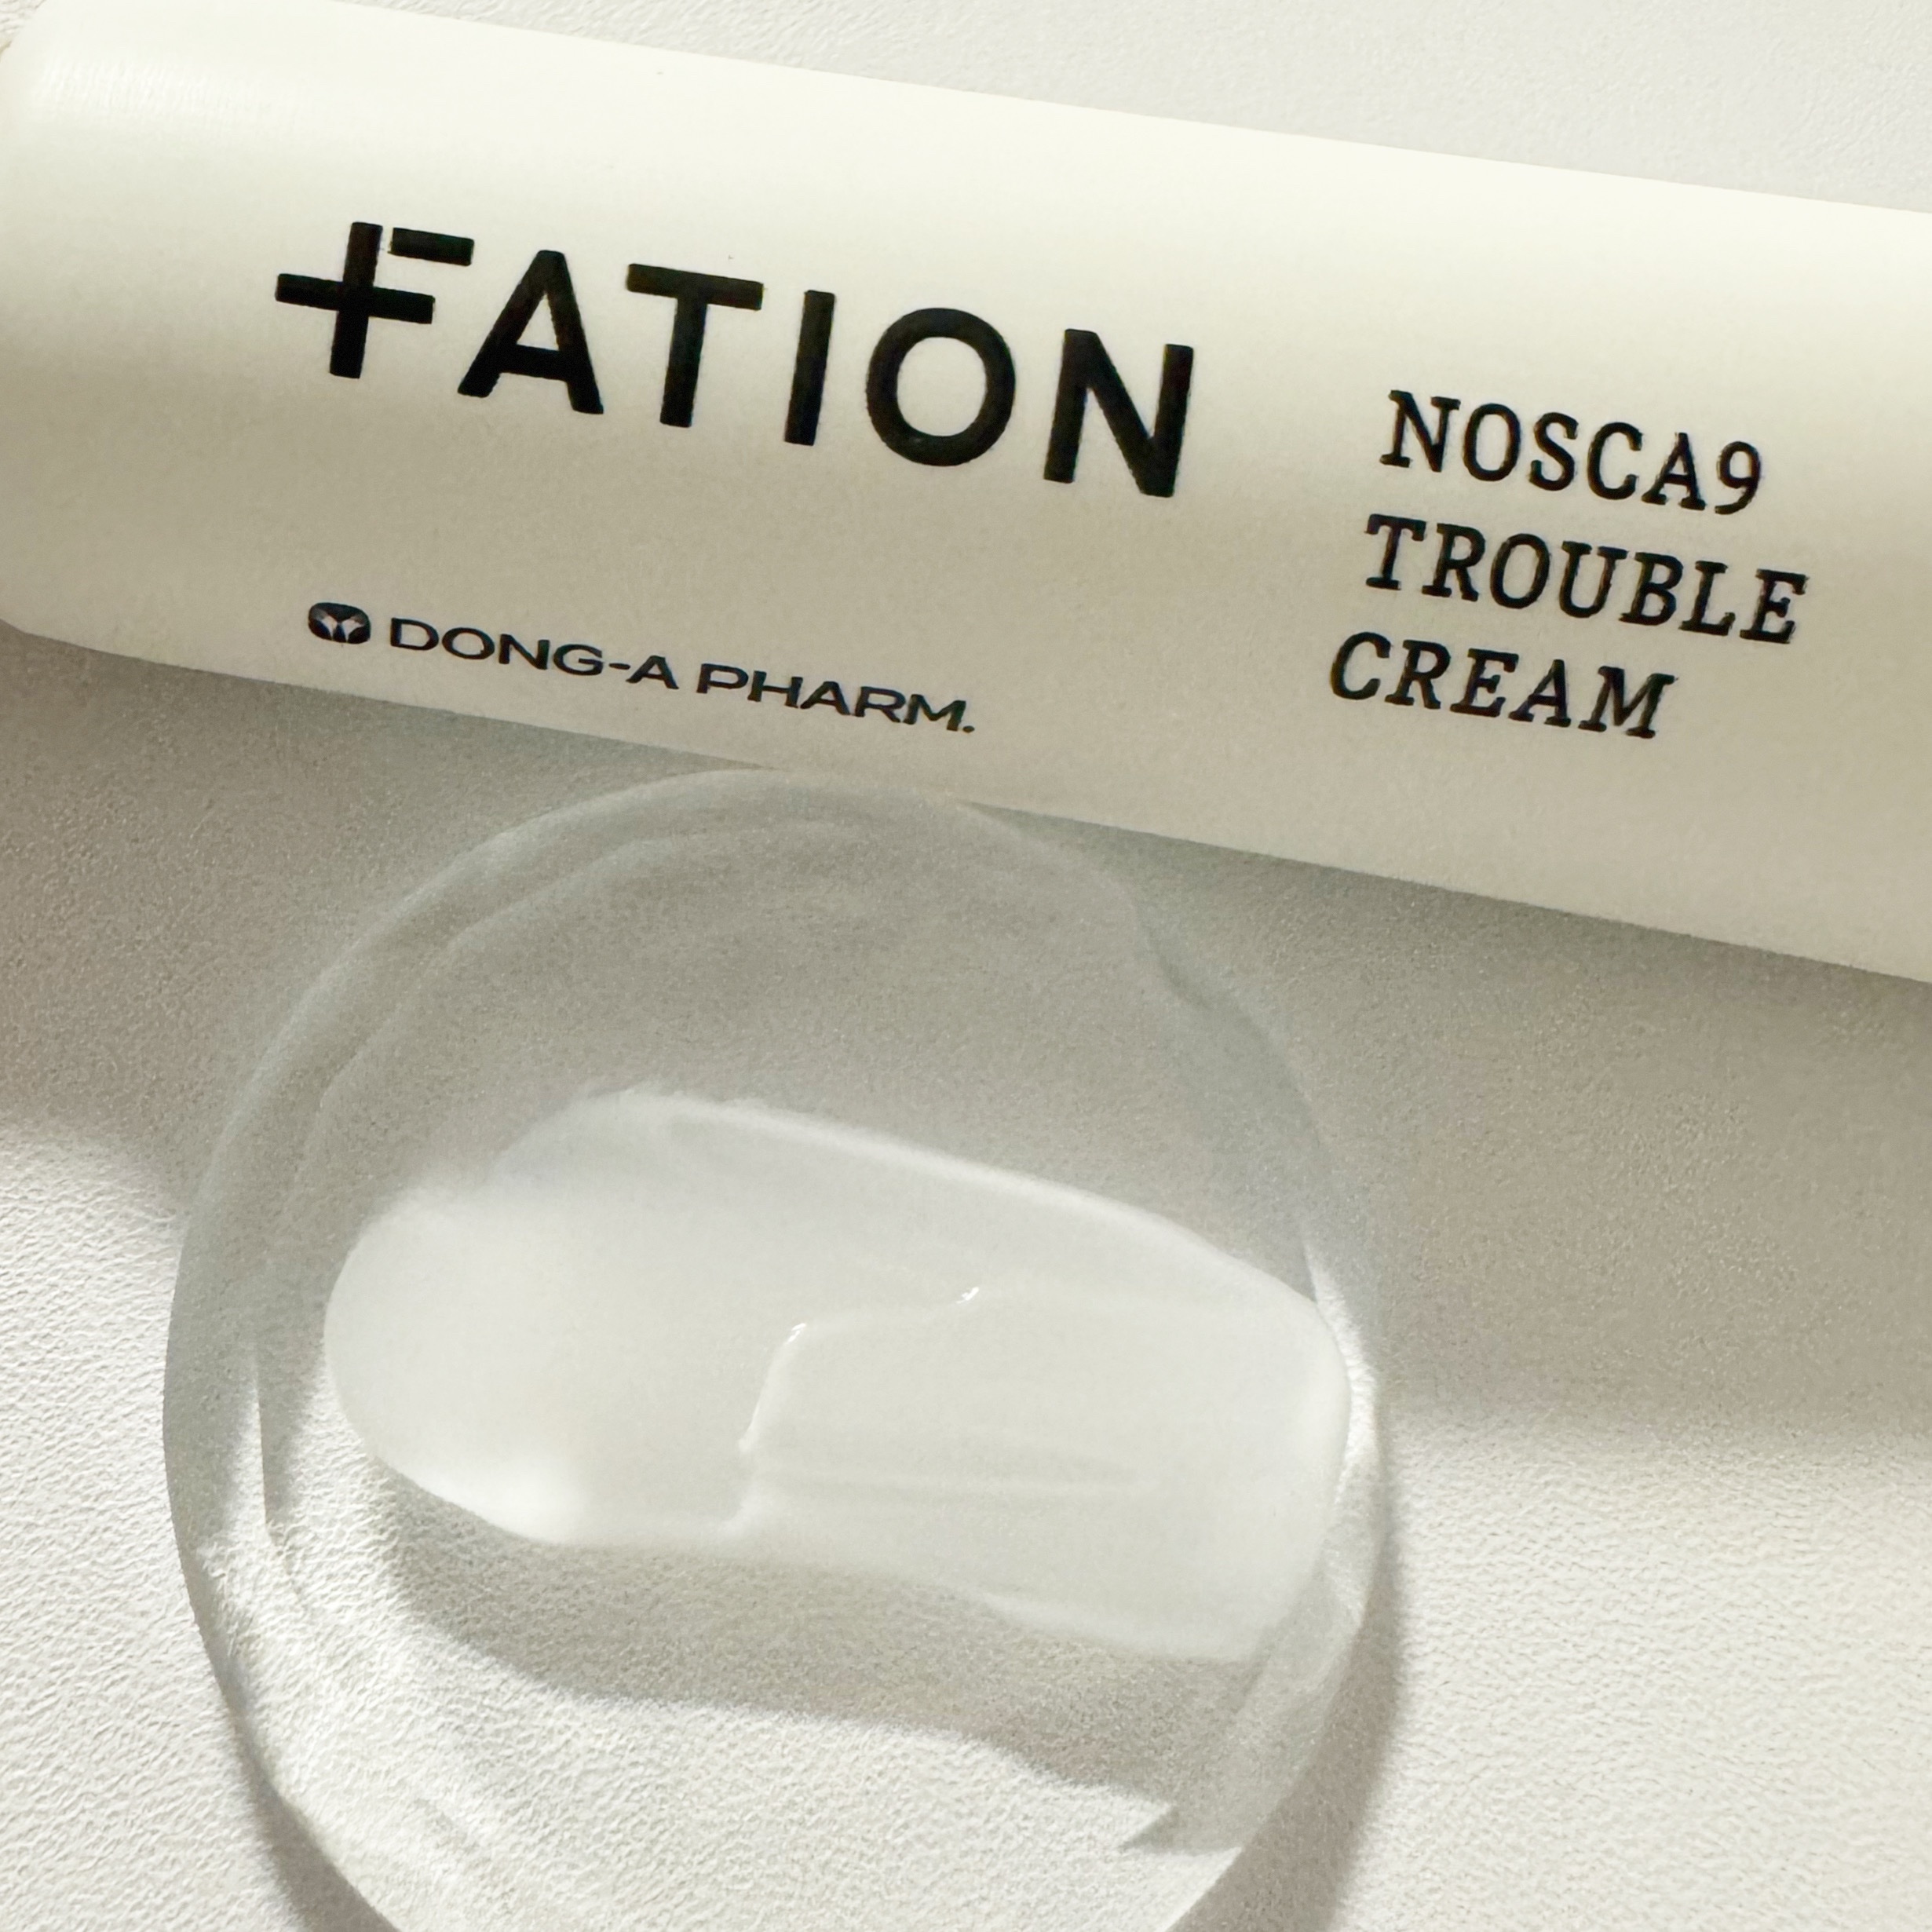 FATION
NOSCA9
TROUBLE
CREAM
DONG-A PHARM.